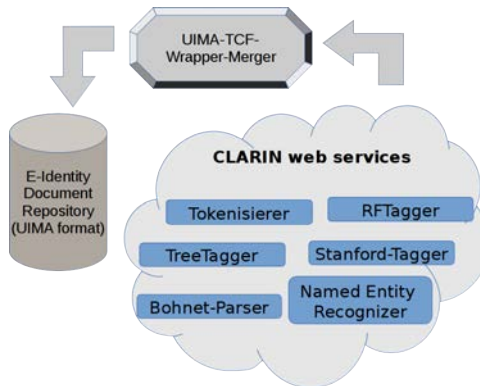 UIMA-TCF-
Wrapper-Merger
E-Identity
Document
Repository
(UIMA format)
CLARIN web services
Tokenisierer
RFTagger
TreeTagger
Stanford-Tagger
Bohnet-Parser
Named Entity
Recognizer